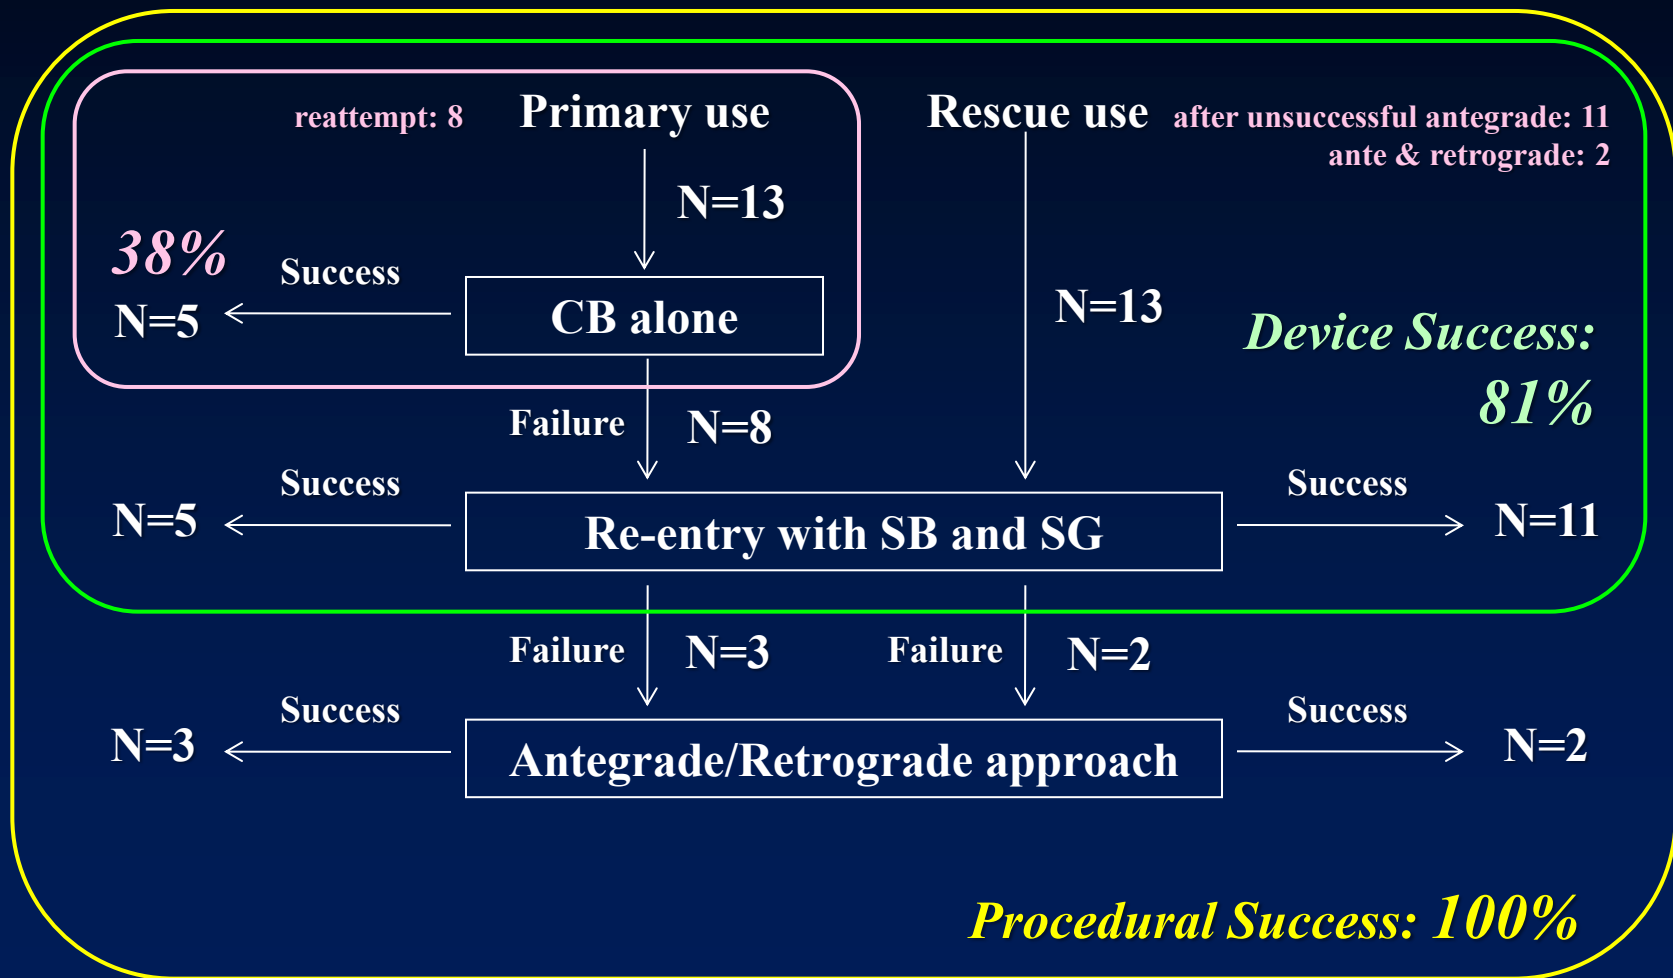 reattempt: 8
Primary use
Rescue use
after unsuccessful antegrade: 11
ante & retrograde: 2
N=13
38%
Success
N=5
CB alone
N=13
Device Success:
81%
Failure
N=8
Success
N=5
Re-entry with SB and SG
Success
N=11
Failure
N=3
Failure
N=2
Success
N=3
Antegrade/Retrograde approach
Success
N=2
Procedural Success: 100%